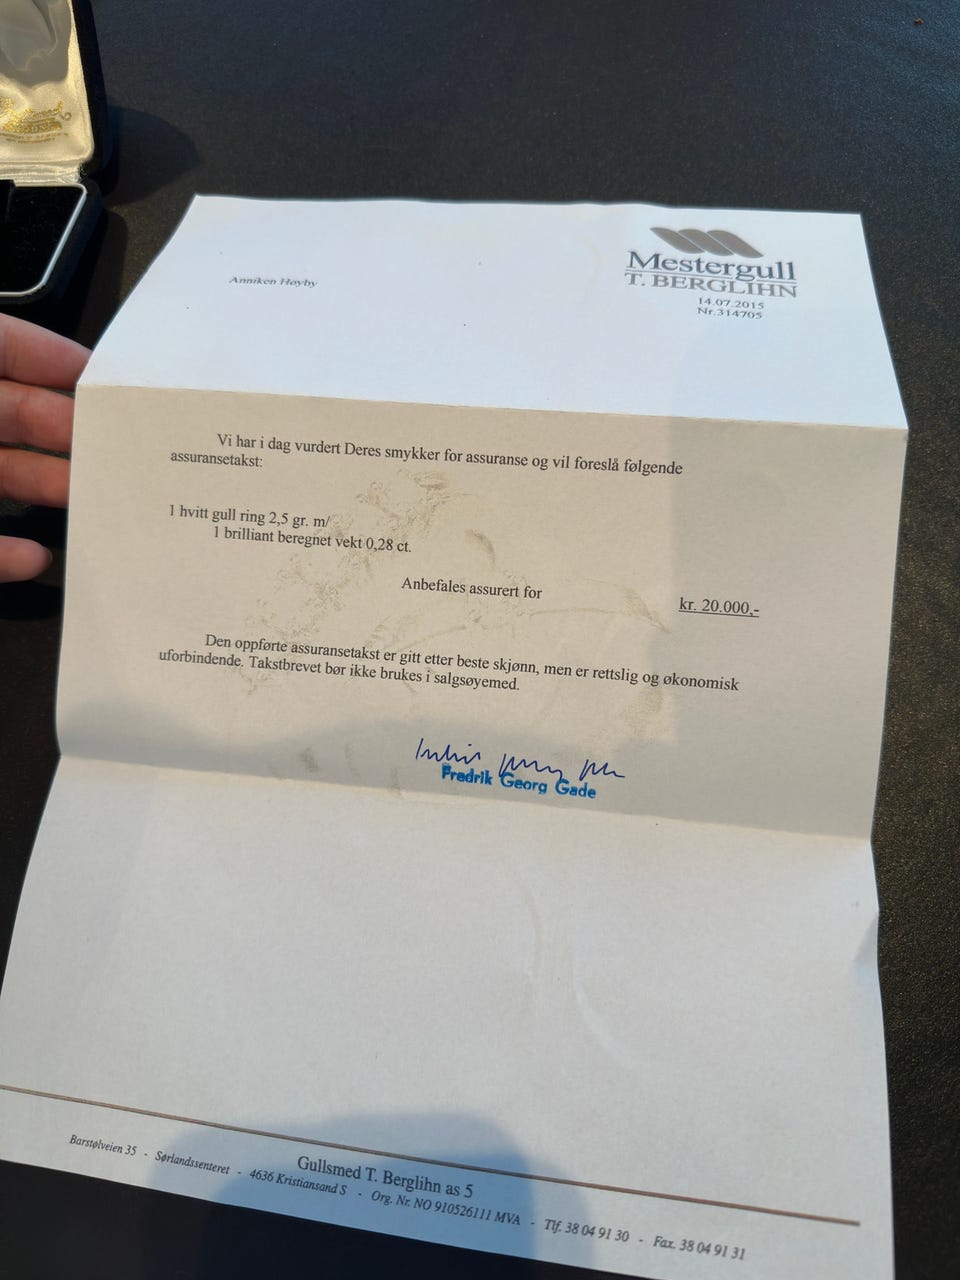 Anniken Høyby
Mestergull
T. BERGLIHN
14.07.2015
Nr.314705
Vi har i dag vurdert Deres smykker for assuranse og vil foreslå følgende
assuransetakst:
1 hvitt gull ring 2,5 gr. m/
1 brilliant beregnet vekt 0,28 ct.
Anbefales assurert for
kr. 20.000,-
Den oppførte assuransetakst er gitt etter beste skjønn, men er rettslig og økonomisk
uforbindende. Takstbrevet bør ikke brukes i salgsøyemed.
Fredrik Georg Gade
Gullsmed T. Berglihn as 5
Barstølveien 35 - Sørlandssenteret - 4636 Kristiansand S - Org. Nr. NO 910526111 MVA - Tlf. 38 04 91 30 - Fax. 38 04 91 31